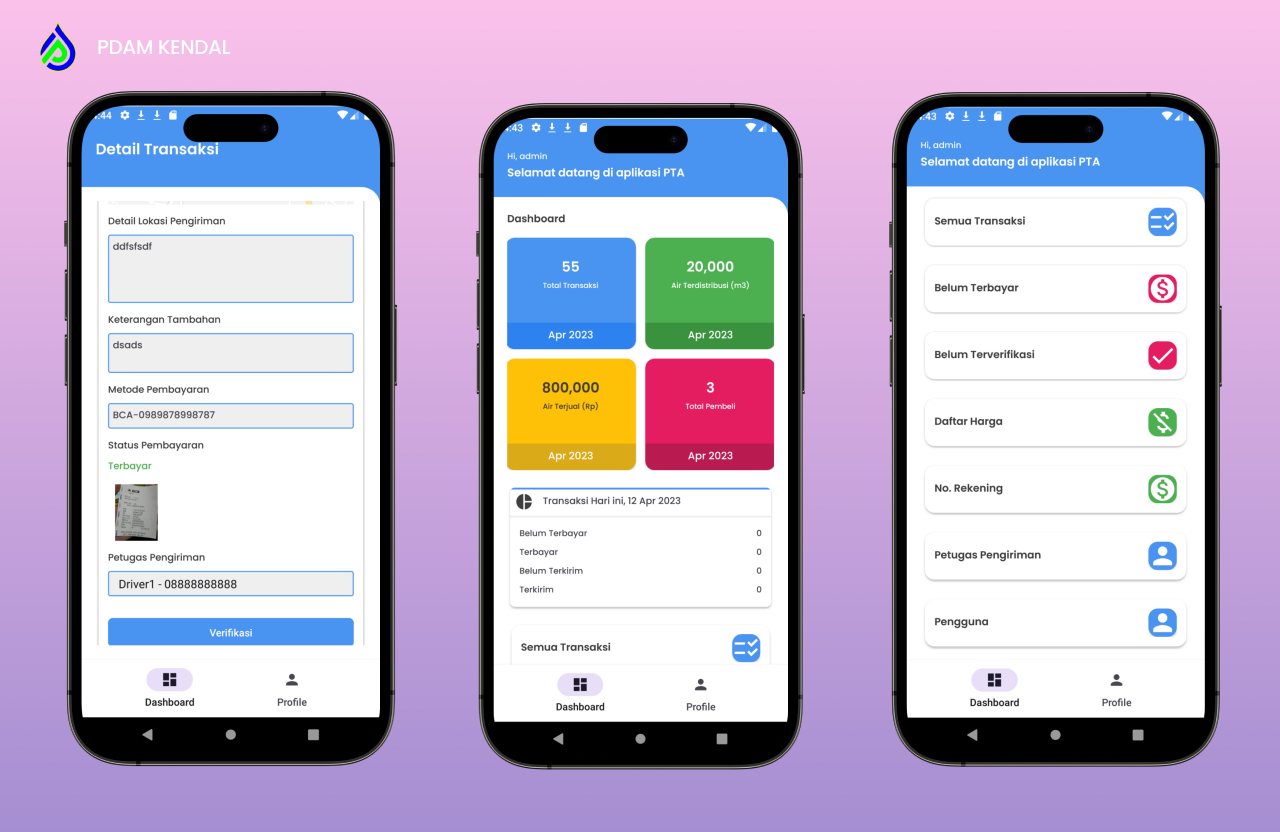 PDAM KENDAL
:44
Detail Transaksi
Detail Lokasi Pengiriman
ddfsfsdf
Keterangan Tambahan
dsads
Metode Pembayaran
BCA-0989878998787
Status Pembayaran
Terbayar
Petugas Pengiriman
Driver1 - 08888888888
Verifikasi
Dashboard
Profile
:43
Hi, admin
Selamat datang di aplikasi PTA
Dashboard
55
Total Transaksi
Apr 2023
20,000
Air Terdistribusi (m3)
Apr 2023
800,000
Air Terjual (Rp)
Apr 2023
3
Total Pembeli
Apr 2023
Transaksi Hari ini, 12 Apr 2023
Belum Terbayar 0
Terbayar 0
Belum Terkirim 0
Terkirim 0
Semua Transaksi
Dashboard
Profile
:43
Hi, admin
Selamat datang di aplikasi PTA
Semua Transaksi
Belum Terbayar
Belum Terverifikasi
Daftar Harga
No. Rekening
Petugas Pengiriman
Pengguna
Dashboard
Profile